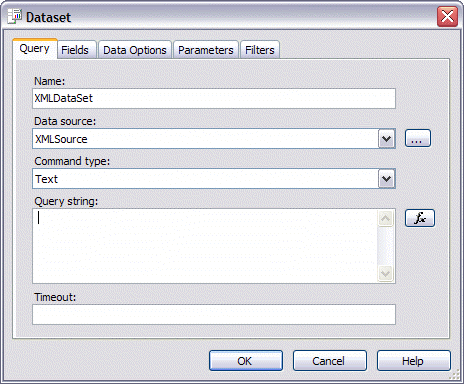 Dataset
Query Fields Data Options Parameters Filters
Name:
XMLDataSet
Data source:
XMLSource
...
Command type:
Text
Query string:
fx
Timeout:
OK Cancel Help